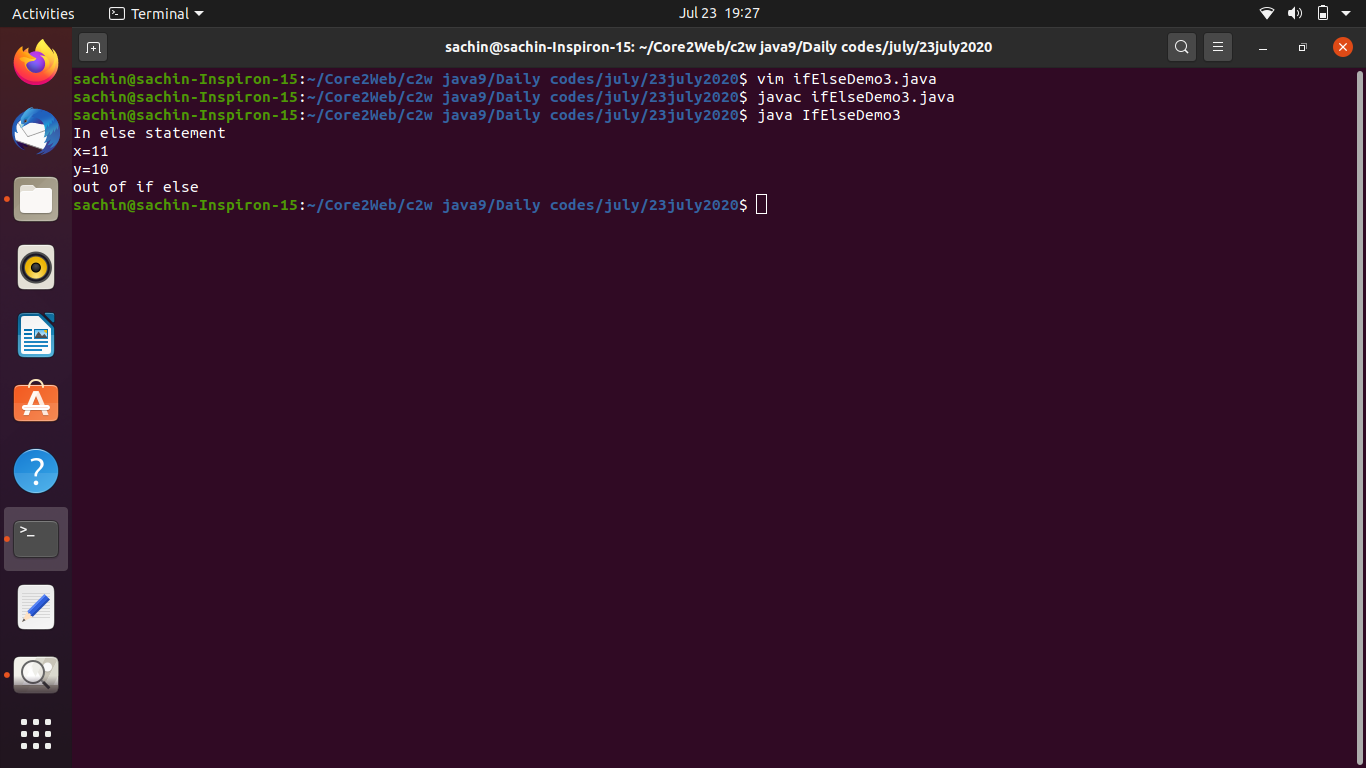 Activities Terminal Jul 23 19:27
sachin@sachin-Inspiron-15: ~/Core2Web/c2w java9/Daily codes/july/23july2020
sachin@sachin-Inspiron-15:~/Core2Web/c2w java9/Daily codes/july/23july2020$ vim ifElseDemo3.java
sachin@sachin-Inspiron-15:~/Core2Web/c2w java9/Daily codes/july/23july2020$ javac ifElseDemo3.java
sachin@sachin-Inspiron-15:~/Core2Web/c2w java9/Daily codes/july/23july2020$ java IfElseDemo3
In else statement
x=11
y=10
out of if else
sachin@sachin-Inspiron-15:~/Core2Web/c2w java9/Daily codes/july/23july2020$